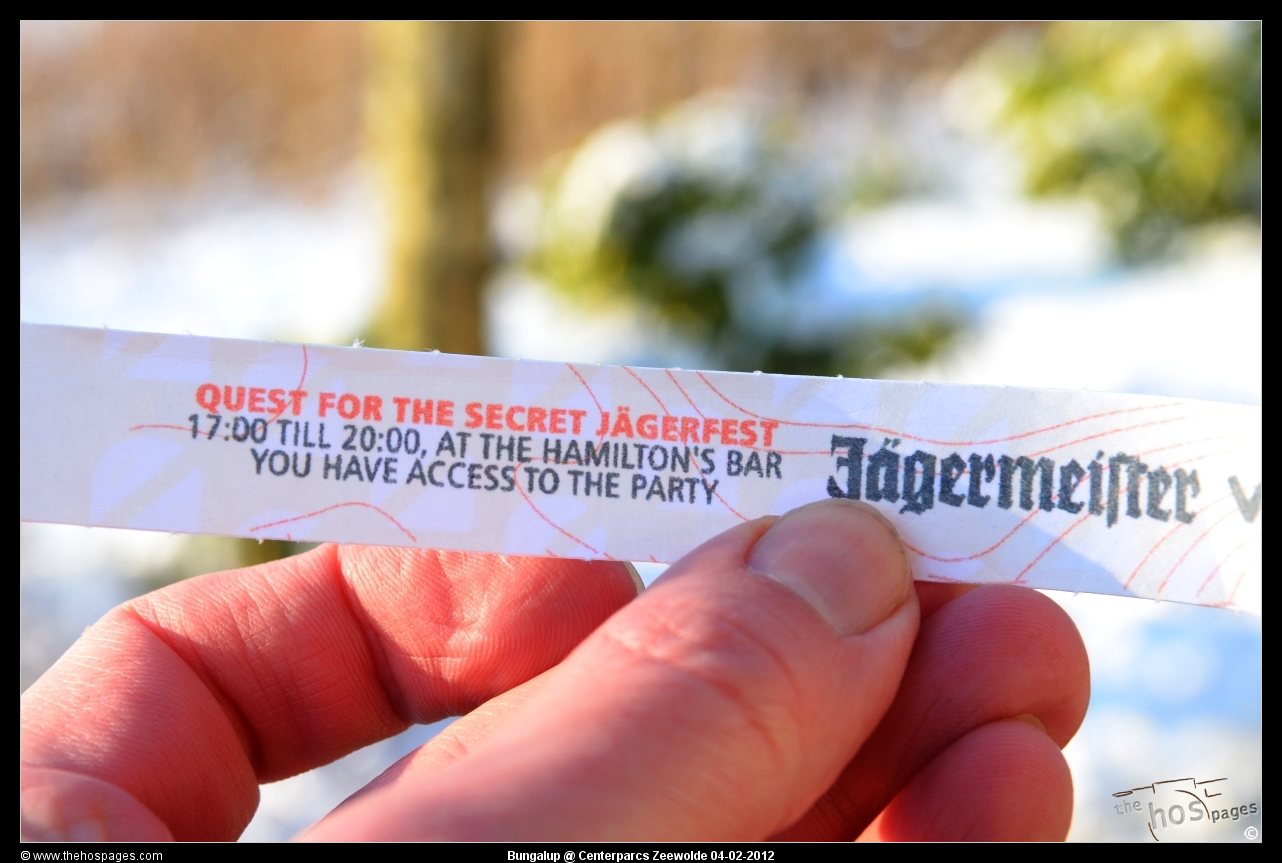 QUEST FOR THE SECRET JÄGERFEST
17:00 TILL 20:00, AT THE HAMILTON'S BAR
YOU HAVE ACCESS TO THE PARTY
Jägermeister
the hos pages
©
© www.thehospages.com
Bungalup @ Centerparcs Zeewolde 04-02-2012